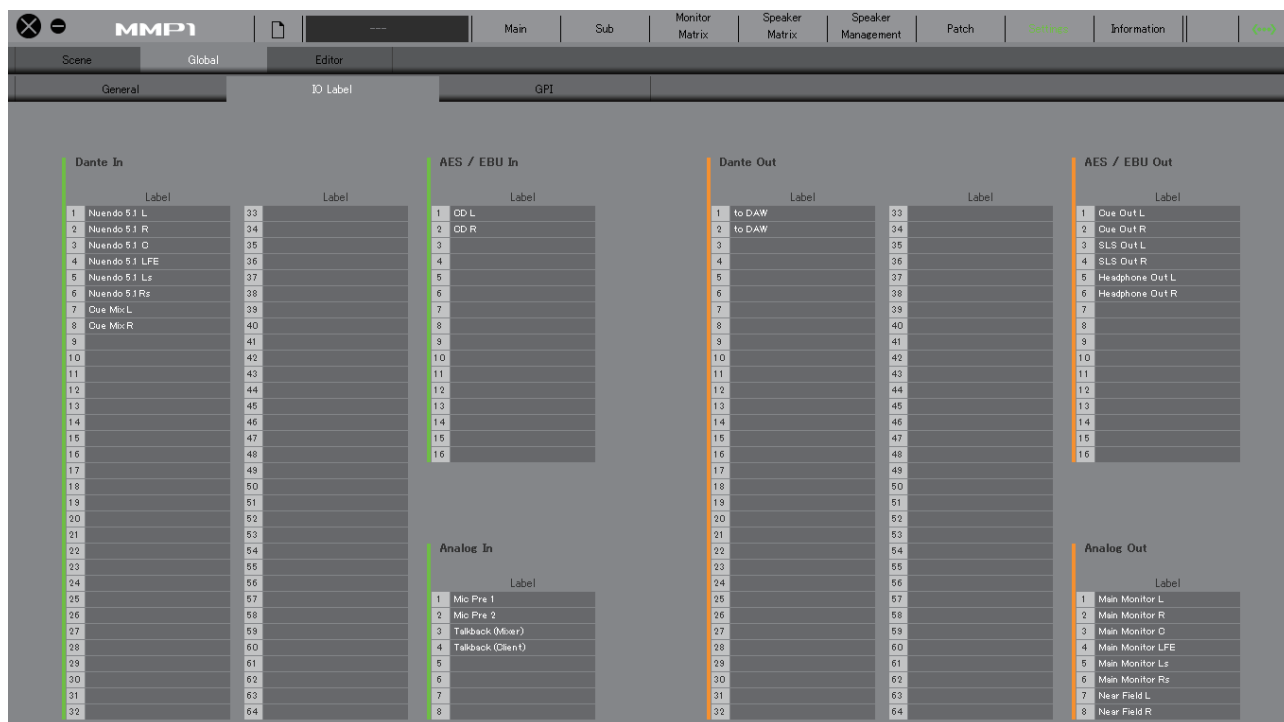 MMP1
---
Main
Sub
Monitor Matrix
Speaker Matrix
Speaker Management
Patch
Information
Scene
Global
Editor
General
IO Label
GPI
Dante In
Label
Label
1 Nuendo 5.1 L
2 Nuendo 5.1 R
3 Nuendo 5.1 C
4 Nuendo 5.1 LFE
5 Nuendo 5.1 Ls
6 Nuendo 5.1 Rs
7 Cue Mix L
8 Cue Mix R
9
10
11
12
13
14
15
16
17
18
19
20
21
22
23
24
25
26
27
28
29
30
31
32
33
34
35
36
37
38
39
40
41
42
43
44
45
46
47
48
49
50
51
52
53
54
55
56
57
58
59
60
61
62
63
64
AES / EBU In
Label
1 CD L
2 CD R
3
4
5
6
7
8
9
10
11
12
13
14
15
16
Analog In
Label
1 Mic Pre 1
2 Mic Pre 2
3 Talkback (Mixer)
4 Talkback (Client)
5
6
7
8
Dante Out
Label
Label
1 to DAW
2 to DAW
3
4
5
6
7
8
9
10
11
12
13
14
15
16
17
18
19
20
21
22
23
24
25
26
27
28
29
30
31
32
33
34
35
36
37
38
39
40
41
42
43
44
45
46
47
48
49
50
51
52
53
54
55
56
57
58
59
60
61
62
63
64
AES / EBU Out
Label
1 Cue Out L
2 Cue Out R
3 SLS Out L
4 SLS Out R
5 Headphone Out L
6 Headphone Out R
7
8
9
10
11
12
13
14
15
16
Analog Out
Label
1 Main Monitor L
2 Main Monitor R
3 Main Monitor C
4 Main Monitor LFE
5 Main Monitor Ls
6 Main Monitor Rs
7 Near Field L
8 Near Field R